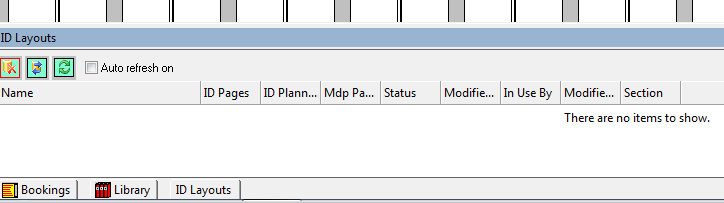 ID Layouts
Auto refresh on
Name ID Pages ID Plann... Mdp Pa... Status Modifie... In Use By Modifie... Section
There are no items to show.
Bookings Library ID Layouts